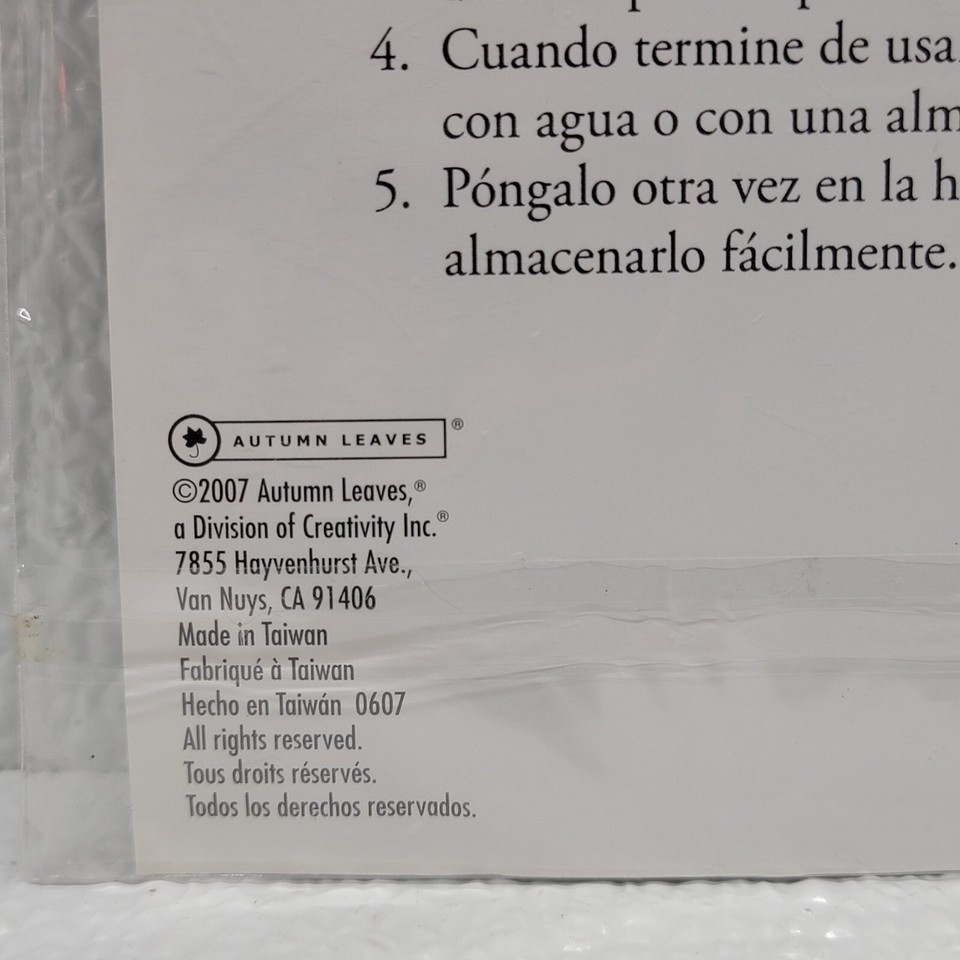 4. Cuando termine de usa
con agua o con una alm
5. Póngalo otra vez en la h
almacenarlo fácilmente.
AUTUMN LEAVES ®
©2007 Autumn Leaves,®
a Division of Creativity Inc.®
7855 Hayvenhurst Ave.,
Van Nuys, CA 91406
Made in Taiwan
Fabriqué à Taiwan
Hecho en Taiwán 0607
All rights reserved.
Tous droits réservés.
Todos los derechos reservados.